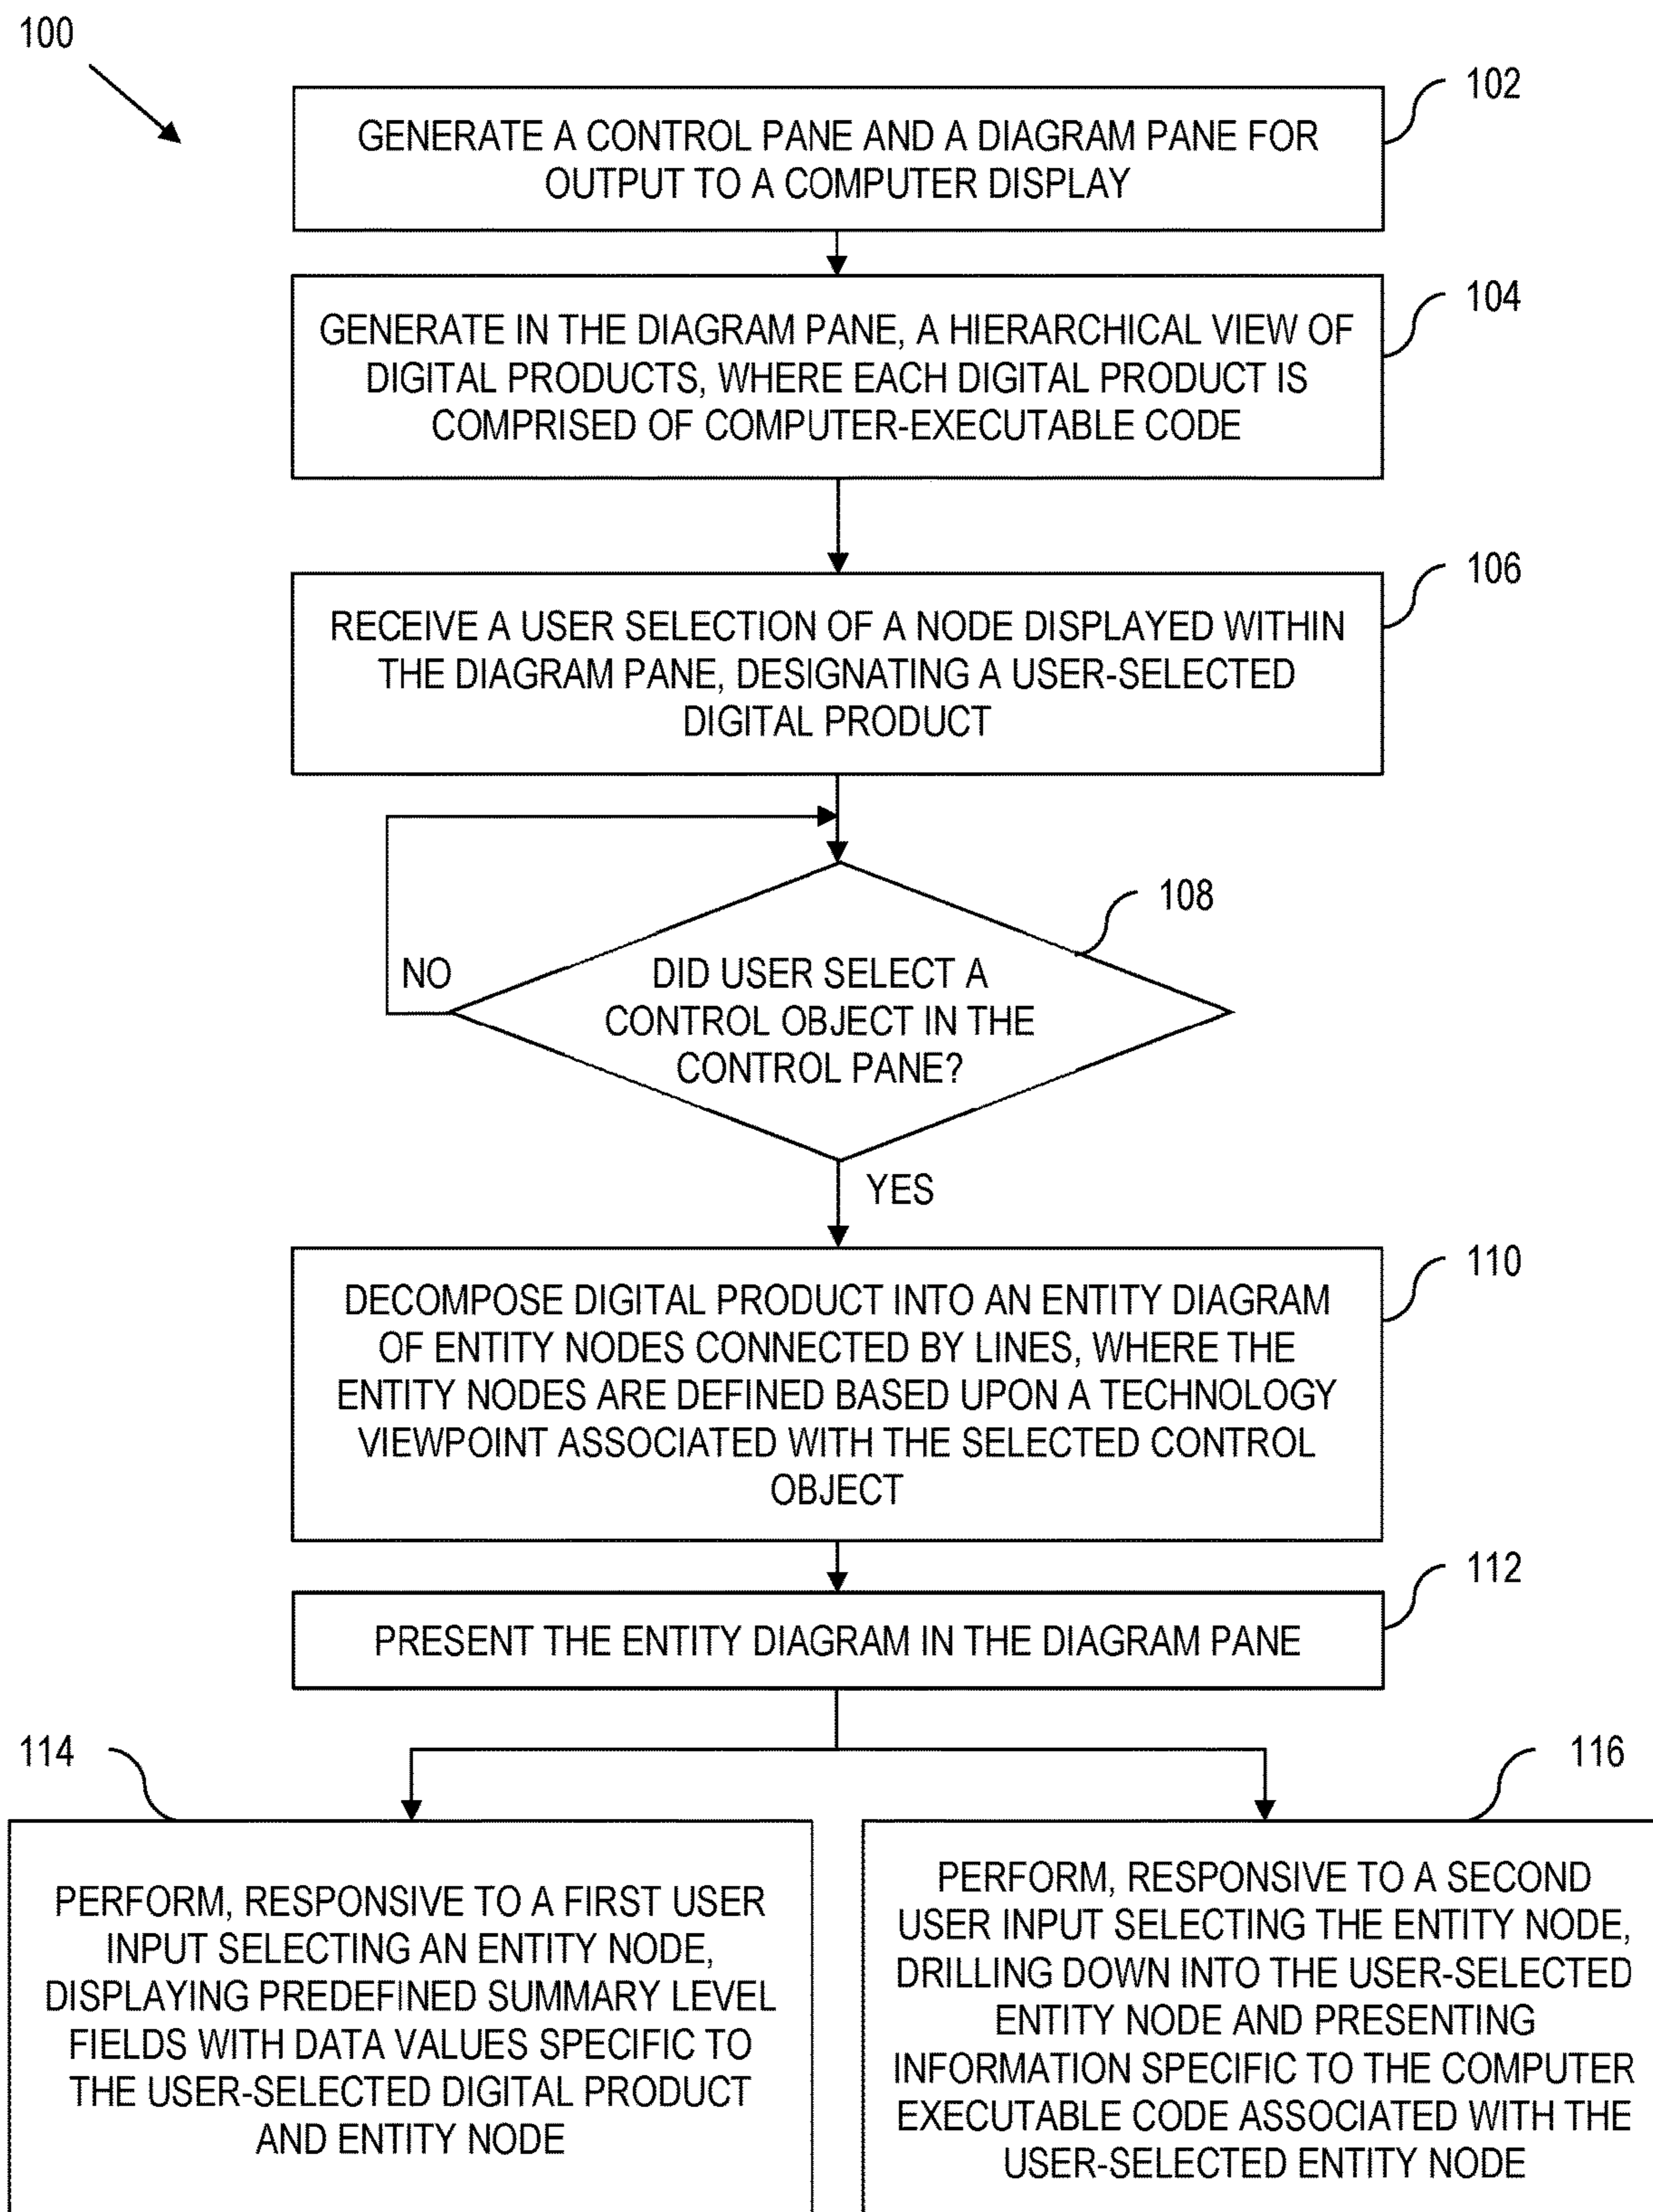 100
102
GENERATE A CONTROL PANE AND A DIAGRAM PANE FOR
OUTPUT TO A COMPUTER DISPLAY
104
GENERATE IN THE DIAGRAM PANE, A HIERARCHICAL VIEW OF
DIGITAL PRODUCTS, WHERE EACH DIGITAL PRODUCT IS
COMPRISED OF COMPUTER-EXECUTABLE CODE
106
RECEIVE A USER SELECTION OF A NODE DISPLAYED WITHIN
THE DIAGRAM PANE, DESIGNATING A USER-SELECTED
DIGITAL PRODUCT
108
NO
DID USER SELECT A
CONTROL OBJECT IN THE
CONTROL PANE?
YES
110
DECOMPOSE DIGITAL PRODUCT INTO AN ENTITY DIAGRAM
OF ENTITY NODES CONNECTED BY LINES, WHERE THE
ENTITY NODES ARE DEFINED BASED UPON A TECHNOLOGY
VIEWPOINT ASSOCIATED WITH THE SELECTED CONTROL
OBJECT
112
PRESENT THE ENTITY DIAGRAM IN THE DIAGRAM PANE
114
PERFORM, RESPONSIVE TO A FIRST USER
INPUT SELECTING AN ENTITY NODE,
DISPLAYING PREDEFINED SUMMARY LEVEL
FIELDS WITH DATA VALUES SPECIFIC TO
THE USER-SELECTED DIGITAL PRODUCT
AND ENTITY NODE
116
PERFORM, RESPONSIVE TO A SECOND
USER INPUT SELECTING THE ENTITY NODE,
DRILLING DOWN INTO THE USER-SELECTED
ENTITY NODE AND PRESENTING
INFORMATION SPECIFIC TO THE COMPUTER
EXECUTABLE CODE ASSOCIATED WITH THE
USER-SELECTED ENTITY NODE